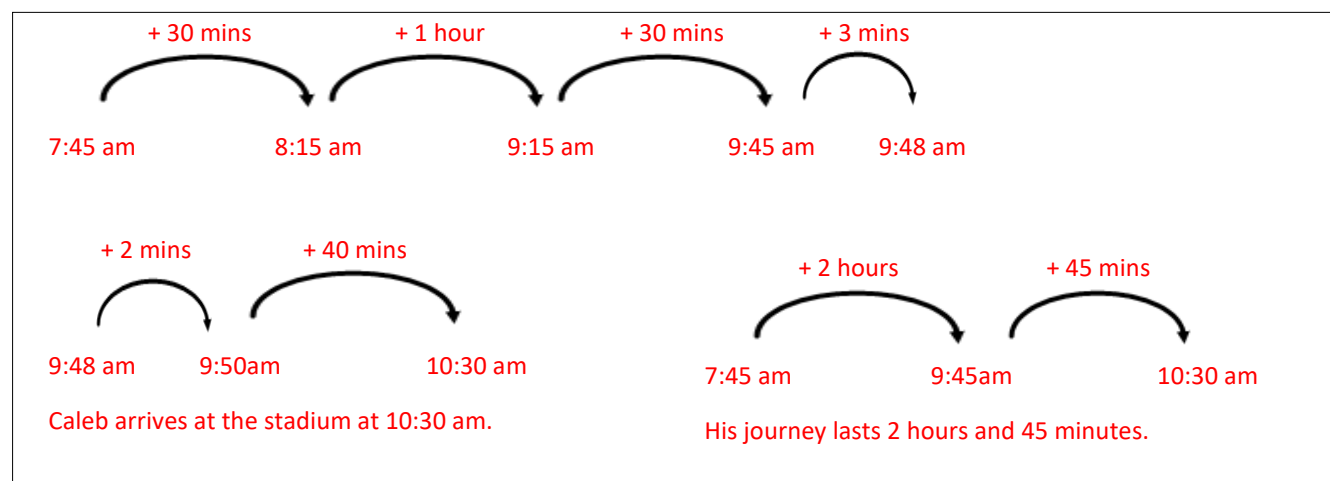 + 30 mins + 1 hour + 30 mins + 3 mins
7:45 am 8:15 am 9:15 am 9:45 am 9:48 am
+ 2 mins + 40 mins
9:48 am 9:50am 10:30 am
Caleb arrives at the stadium at 10:30 am.
+ 2 hours + 45 mins
7:45 am 9:45am 10:30 am
His journey lasts 2 hours and 45 minutes.